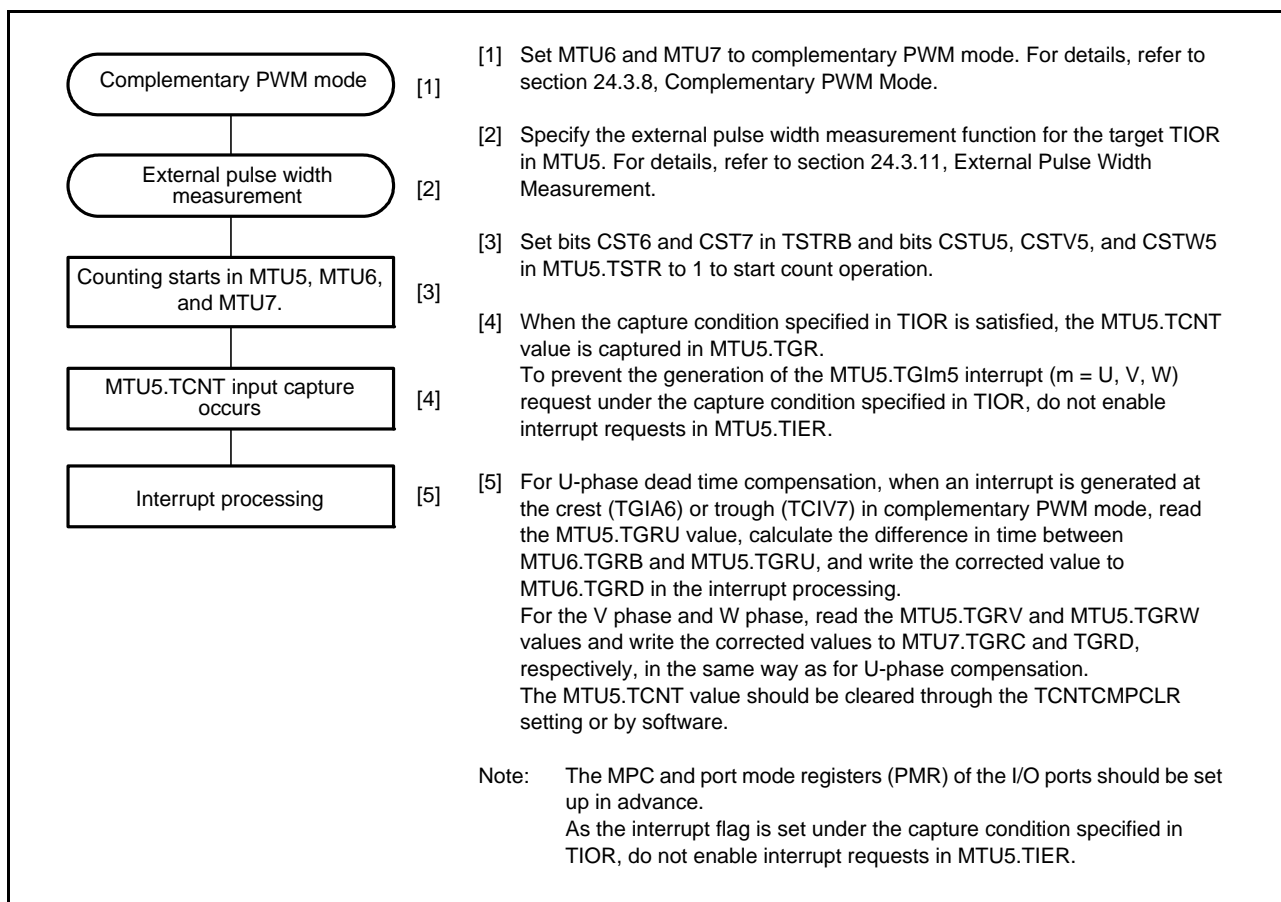 Complementary PWM mode
[1]
External pulse width
measurement
[2]
Counting starts in MTU5, MTU6,
and MTU7.
[3]
MTU5.TCNT input capture
occurs
[4]
Interrupt processing
[5]
[1] Set MTU6 and MTU7 to complementary PWM mode. For details, refer to
section 24.3.8, Complementary PWM Mode.
[2] Specify the external pulse width measurement function for the target TIOR
in MTU5. For details, refer to section 24.3.11, External Pulse Width
Measurement.
[3] Set bits CST6 and CST7 in TSTRB and bits CSTU5, CSTV5, and CSTW5
in MTU5.TSTR to 1 to start count operation.
[4] When the capture condition specified in TIOR is satisfied, the MTU5.TCNT
value is captured in MTU5.TGR.
To prevent the generation of the MTU5.TGIm5 interrupt (m = U, V, W)
request under the capture condition specified in TIOR, do not enable
interrupt requests in MTU5.TIER.
[5] For U-phase dead time compensation, when an interrupt is generated at
the crest (TGIA6) or trough (TCIV7) in complementary PWM mode, read
the MTU5.TGRU value, calculate the difference in time between
MTU6.TGRB and MTU5.TGRU, and write the corrected value to
MTU6.TGRD in the interrupt processing.
For the V phase and W phase, read the MTU5.TGRV and MTU5.TGRW
values and write the corrected values to MTU7.TGRC and TGRD,
respectively, in the same way as for U-phase compensation.
The MTU5.TCNT value should be cleared through the TCNTCMPCLR
setting or by software.
Note: The MPC and port mode registers (PMR) of the I/O ports should be set
up in advance.
As the interrupt flag is set under the capture condition specified in
TIOR, do not enable interrupt requests in MTU5.TIER.